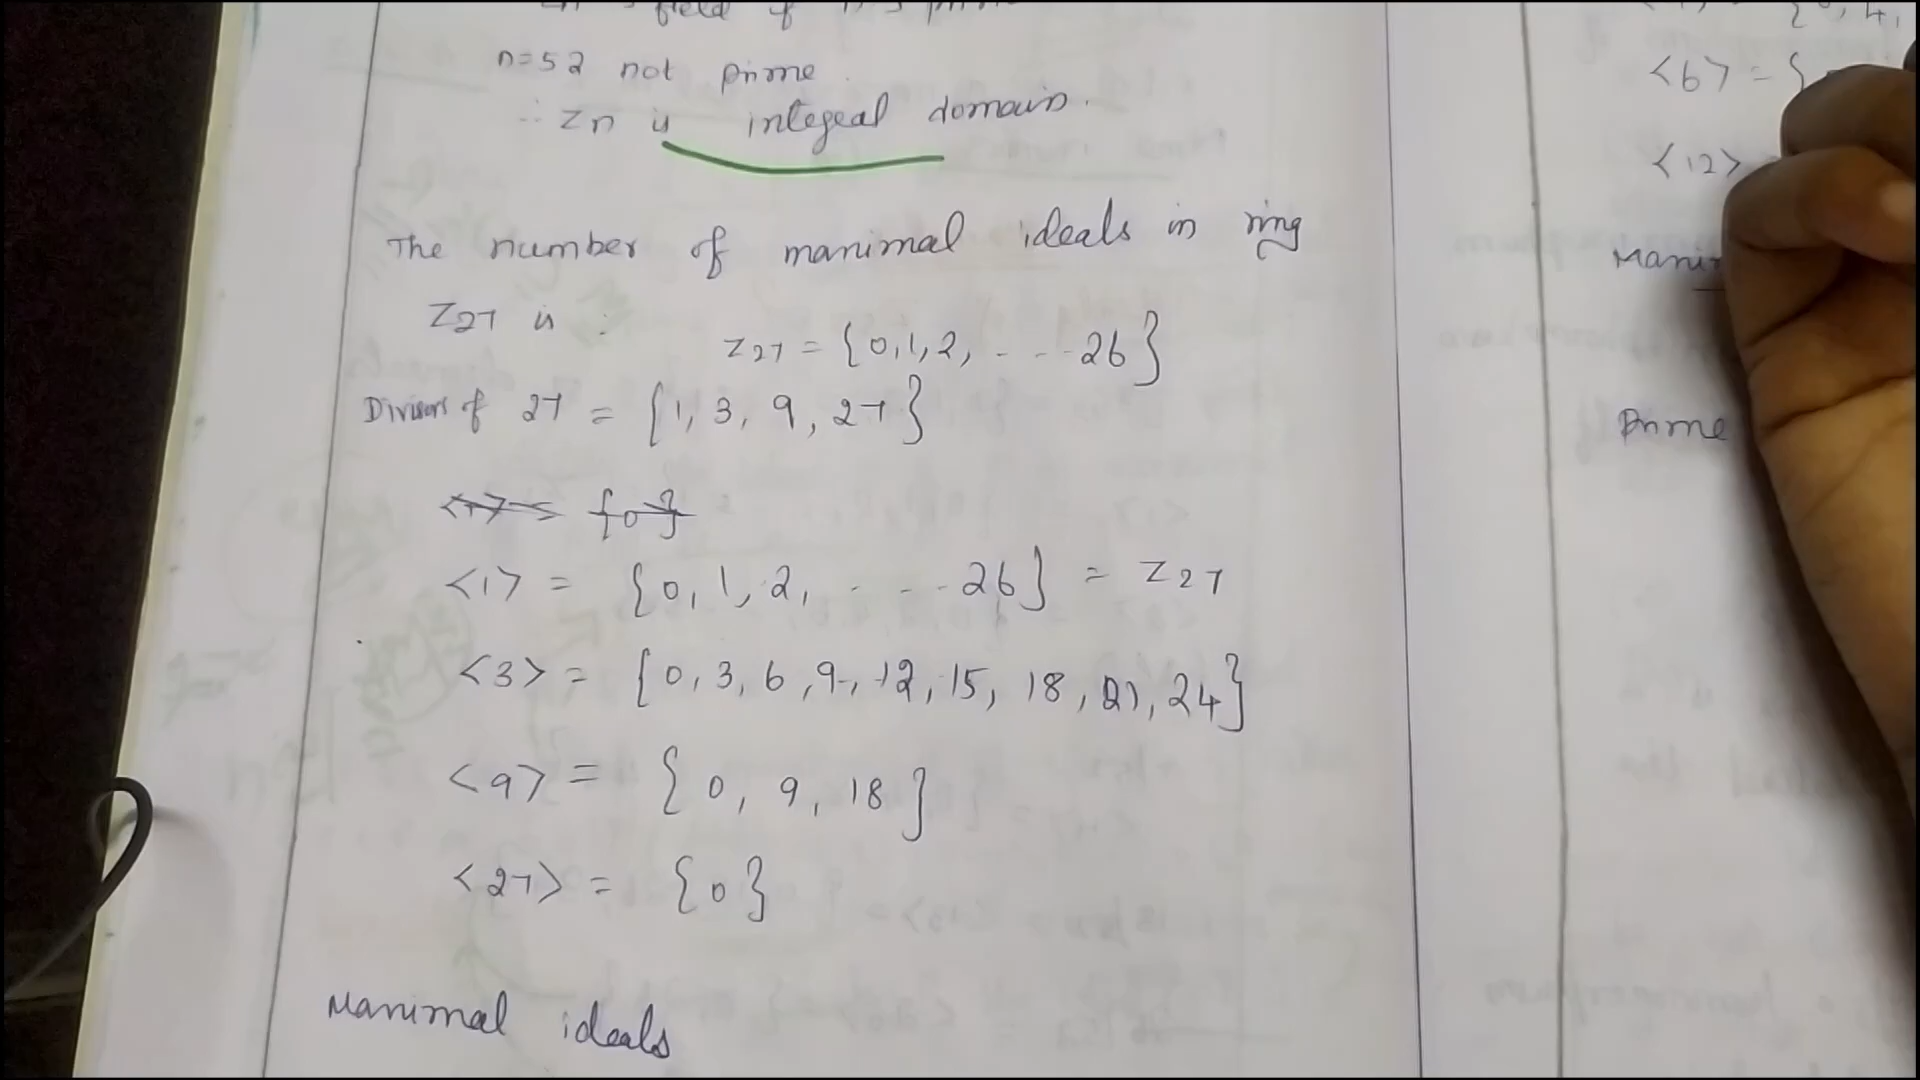 field if
n=52 not prime
∴ Zn is integral domain.
The number of maximal ideals in ring
Z27 is :
Z27 = {0,1,2, - - - 26}
Divisors of 27 = {1, 3, 9, 27}
<1> = {0}
<1> = {0, 1, 2, - - - 26} = Z27
<3> = {0, 3, 6, 9, 12, 15, 18, 21, 24}
<9> = {0, 9, 18}
<27> = {0}
Maximal ideals
<6> = {
<12>
Prime